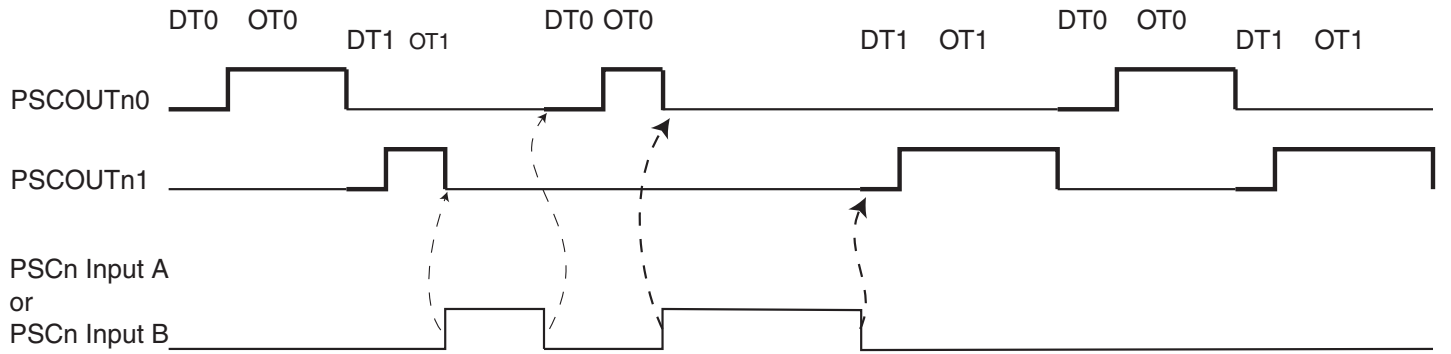 DT0 OT0 DT0 OT0 DT0 OT0
DT1 OT1 DT1 OT1 DT1 OT1
PSCOUTn0
PSCOUTn1
PSCn Input A
or
PSCn Input B